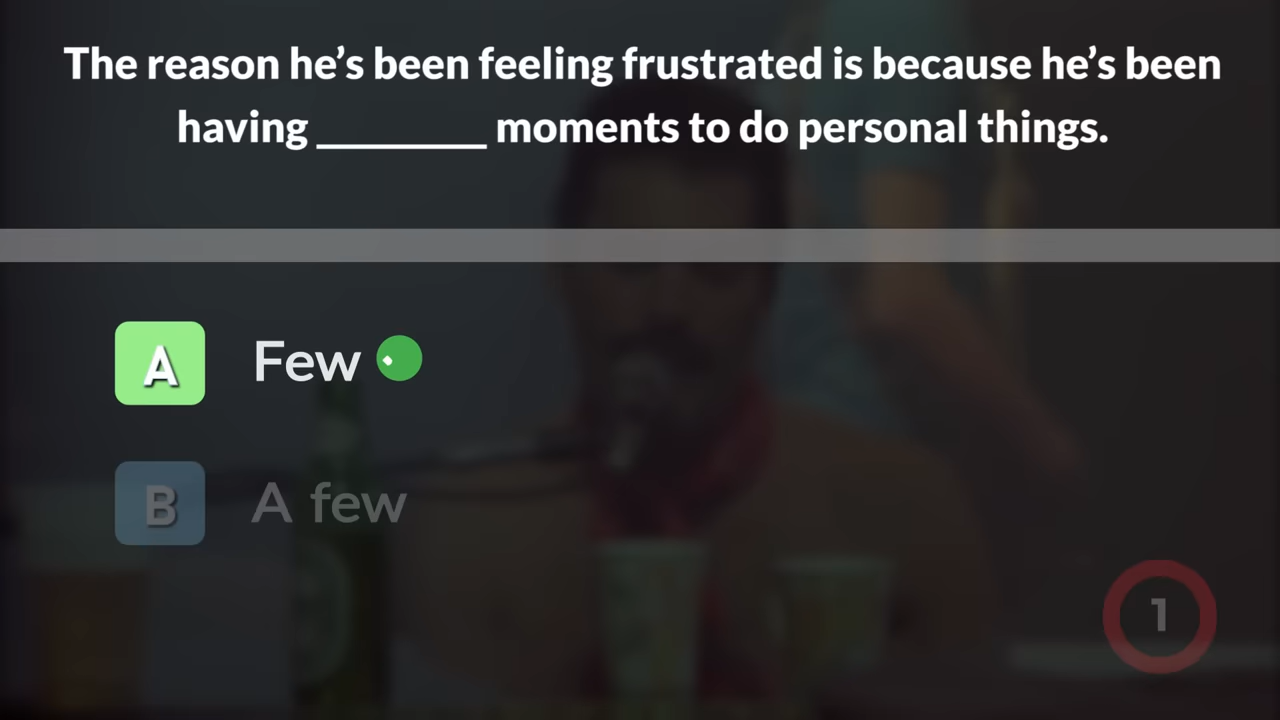 The reason he’s been feeling frustrated is because he’s been
having ________ moments to do personal things.
A Few
B A few
1